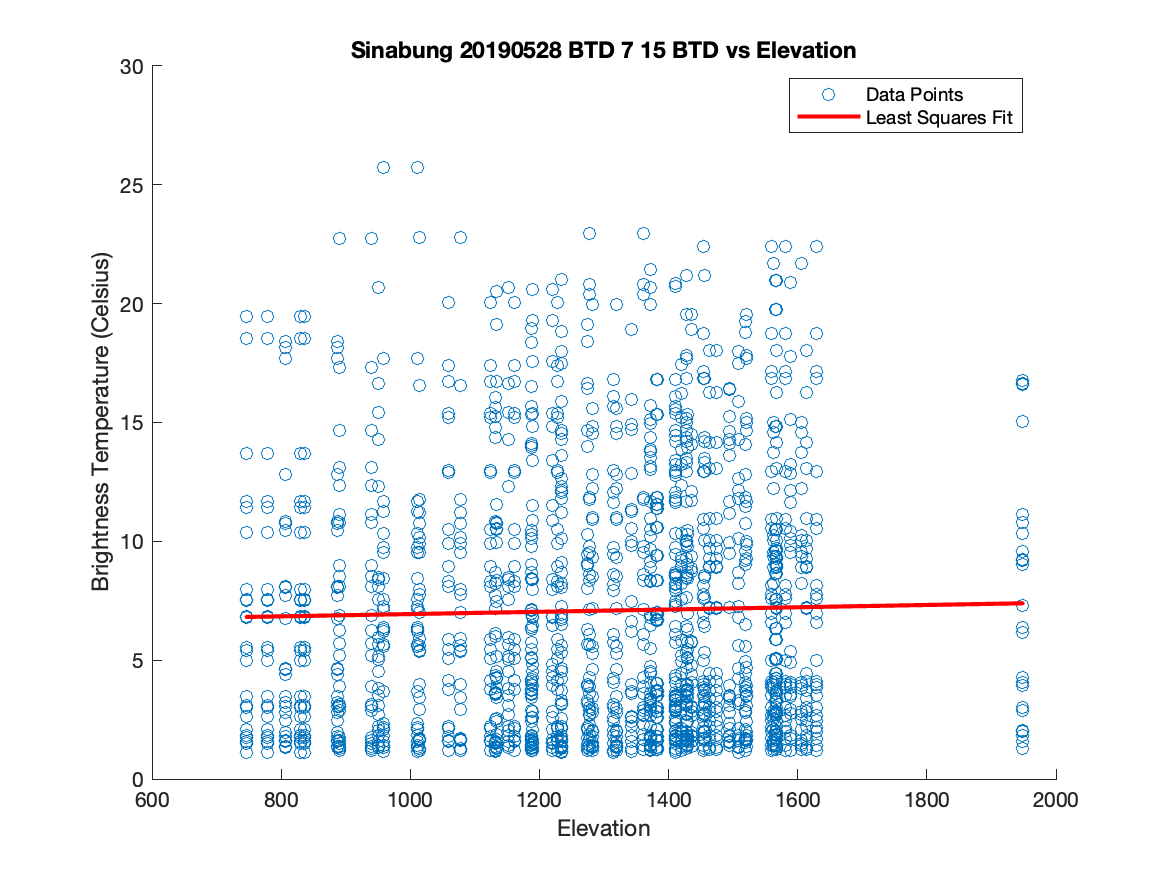 Sinabung 20190528 BTD 7 15 BTD vs Elevation
Data Points
Least Squares Fit
Brightness Temperature (Celsius)
30
25
20
15
10
5
0
600 800 1000 1200 1400 1600 1800 2000
Elevation